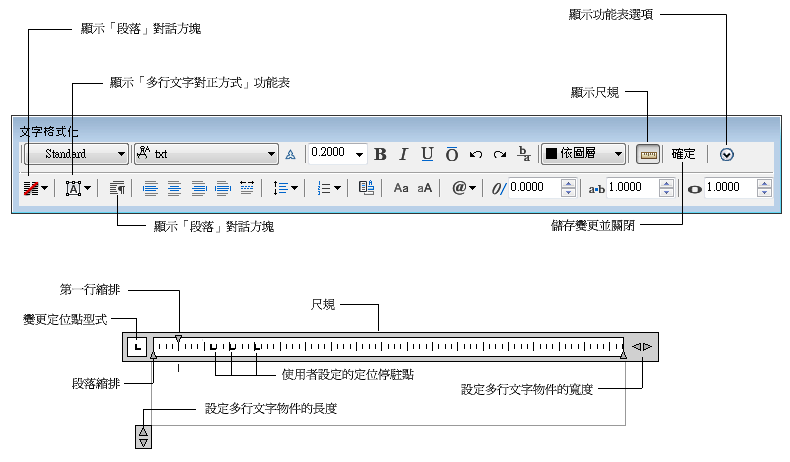 顯示功能表選項
顯示「段落」對話方塊
顯示「多行文字對正方式」功能表
顯示尺規
文字格式化
Standard txt 0.2000 B I U O b/a 依圖層 確定
A Aa aA @ 0/ 0.0000 a•b 1.0000 O 1.0000
顯示「段落」對話方塊
儲存變更並關閉
第一行縮排
尺規
變更定位點型式
使用者設定的定位停駐點
段落縮排
設定多行文字物件的寬度
設定多行文字物件的長度